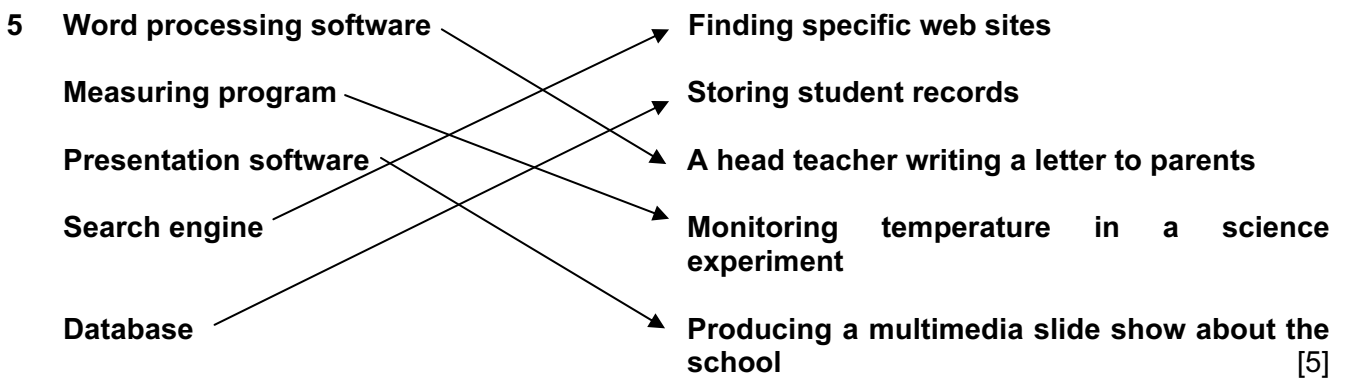 5 Word processing software Finding specific web sites
Measuring program Storing student records
Presentation software A head teacher writing a letter to parents
Search engine Monitoring temperature in a science
experiment
Database Producing a multimedia slide show about the
school [5]